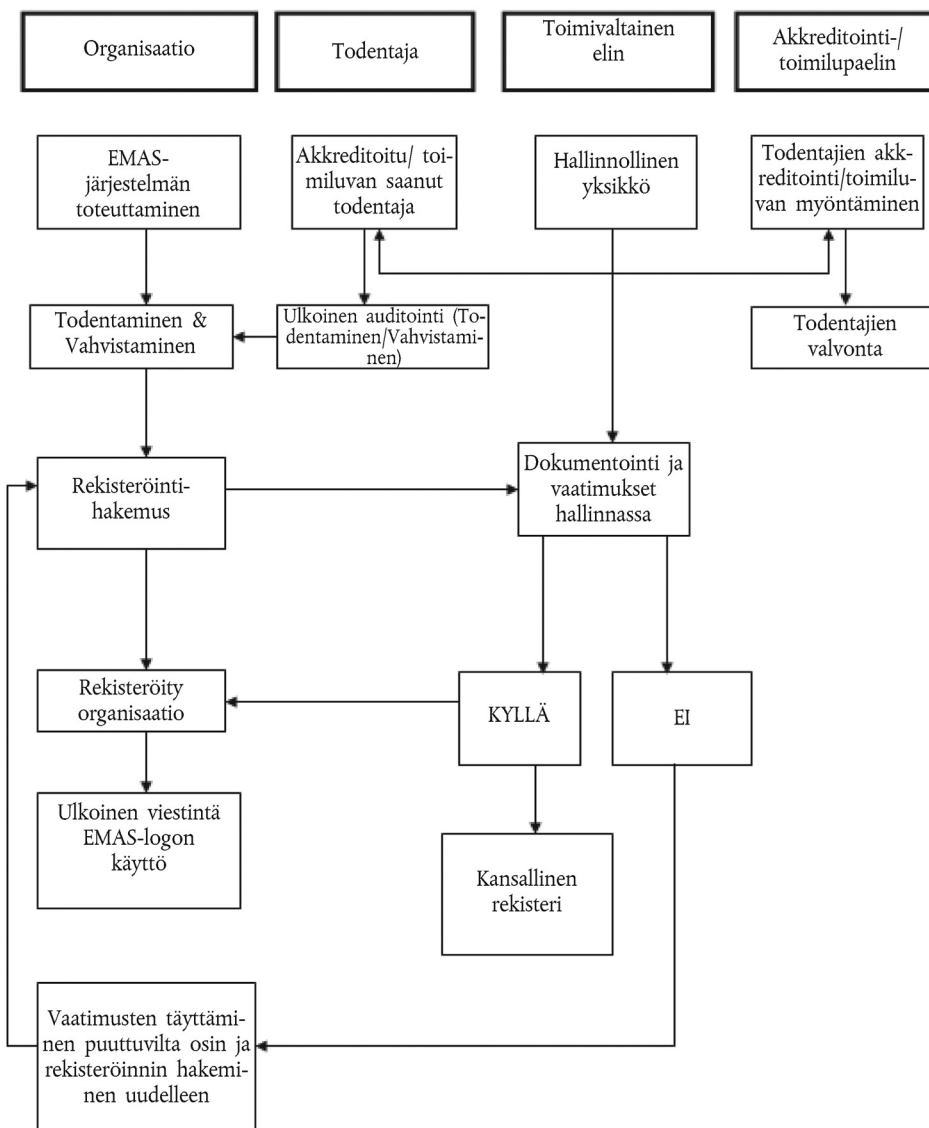 Organisaatio
Todentaja
Toimivaltainen
elin
Akkreditointi-/
toimilupaelin
EMAS-
järjestelmän
toteuttaminen
Akkreditoitu/ toi-
miluvan saanut
todentaja
Hallinnollinen
yksikkö
Todentajien akk-
reditointi/toimilu-
van myöntäminen
Todentaminen &
Vahvistaminen
Ulkoinen auditointi (To-
dentaminen/Vahvistami-
nen)
Todentajien
valvonta
Rekisteröinti-
hakemus
Dokumentointi ja
vaatimukset
hallinnassa
Rekisteröity
organisaatio
KYLLÄ
EI
Ulkoinen viestintä
EMAS-logon
käyttö
Kansallinen
rekisteri
Vaatimusten täyttämi-
nen puuttuvilta osin ja
rekisteröinnin hakemi-
nen uudelleen